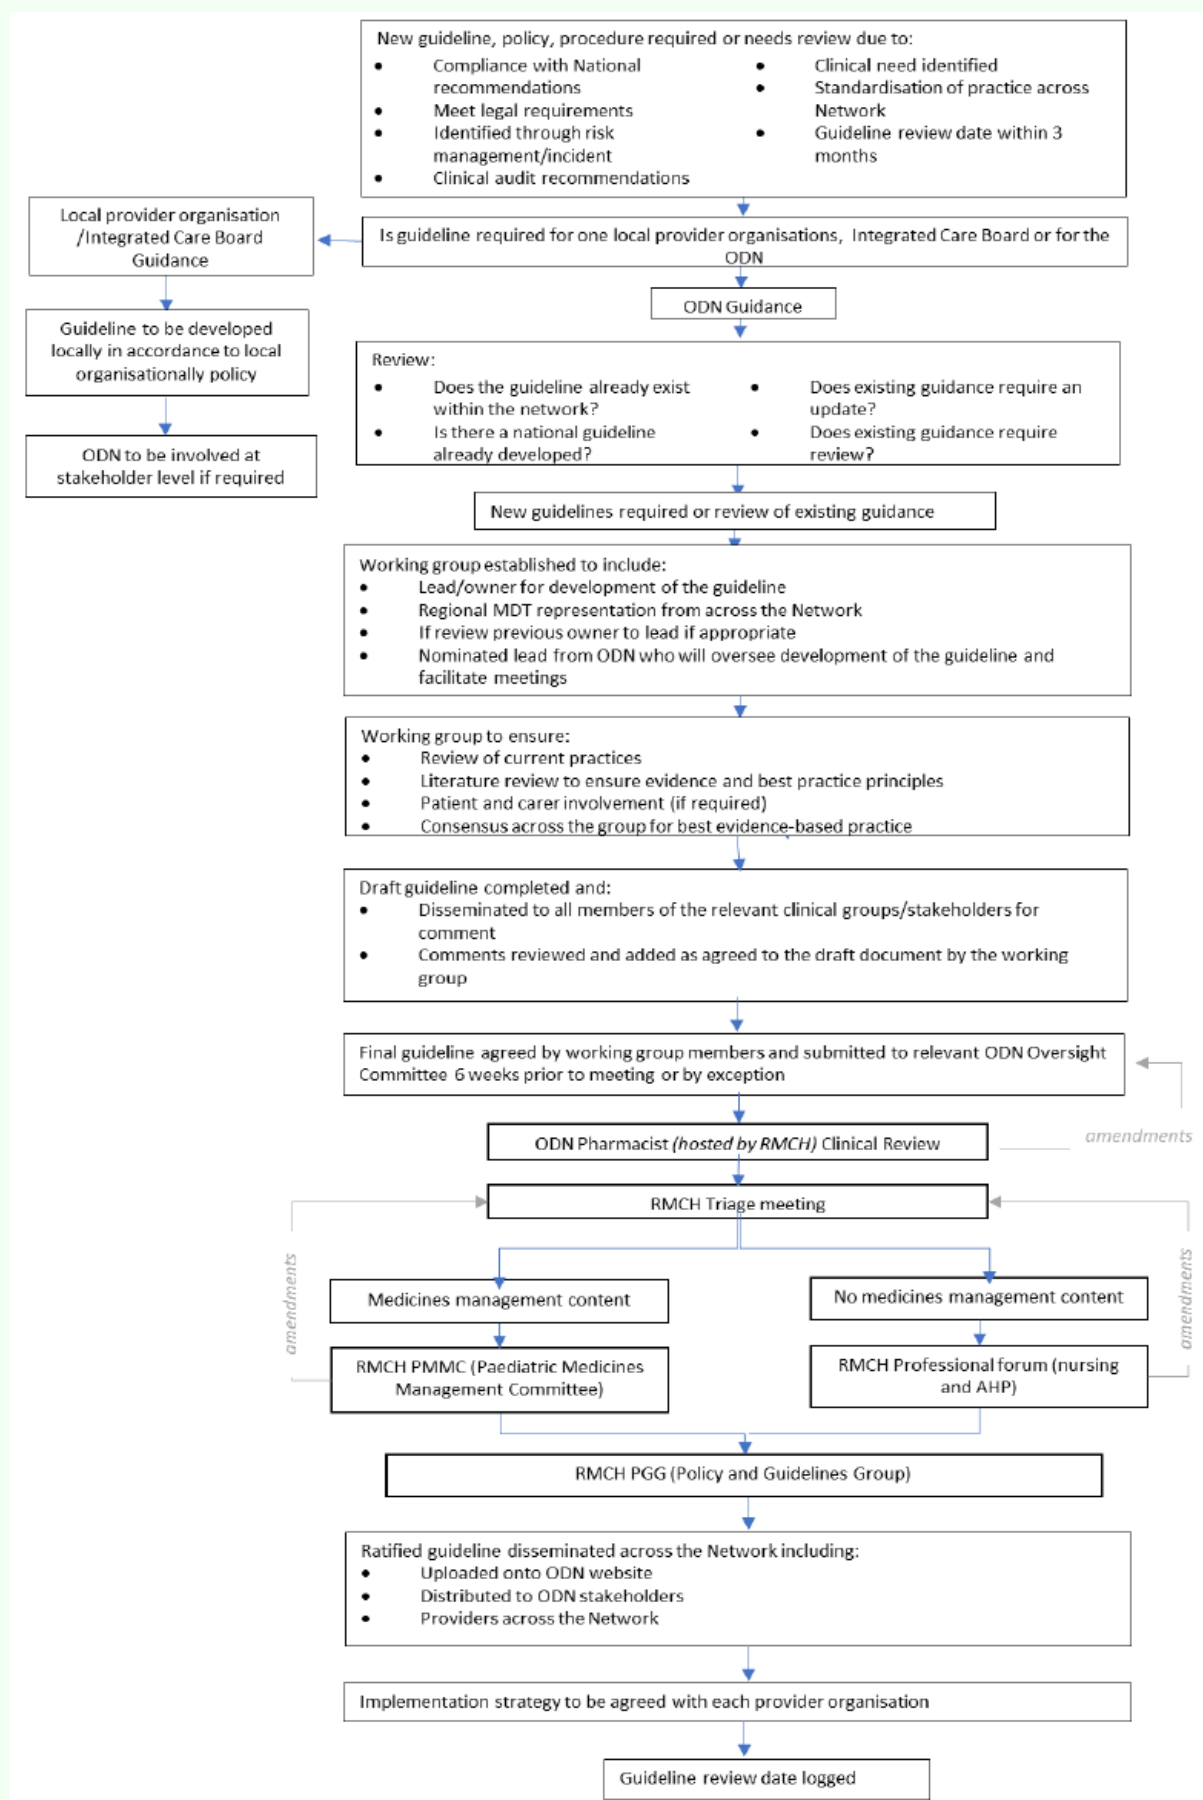 New guideline, policy, procedure required or needs review due to:
• Compliance with National
recommendations
• Meet legal requirements
• Identified through risk
management/incident
• Clinical audit recommendations
• Clinical need identified
• Standardisation of practice across
Network
• Guideline review date within 3
months
Local provider organisation
/Integrated Care Board
Guidance
Is guideline required for one local provider organisations, Integrated Care Board or for the
ODN
ODN Guidance
Guideline to be developed
locally in accordance to local
organisationally policy
ODN to be involved at
stakeholder level if required
Review:
• Does the guideline already exist
within the network?
• Is there a national guideline
already developed?
• Does existing guidance require an
update?
• Does existing guidance require
review?
New guidelines required or review of existing guidance
Working group established to include:
• Lead/owner for development of the guideline
• Regional MDT representation from across the Network
• If review previous owner to lead if appropriate
• Nominated lead from ODN who will oversee development of the guideline and
facilitate meetings
Working group to ensure:
• Review of current practices
• Literature review to ensure evidence and best practice principles
• Patient and carer involvement (if required)
• Consensus across the group for best evidence-based practice
Draft guideline completed and:
• Disseminated to all members of the relevant clinical groups/stakeholders for
comment
• Comments reviewed and added as agreed to the draft document by the working
group
Final guideline agreed by working group members and submitted to relevant ODN Oversight
Committee 6 weeks prior to meeting or by exception
amendments
ODN Pharmacist (hosted by RMCH) Clinical Review
RMCH Triage meeting
amendments
amendments
Medicines management content
No medicines management content
RMCH PMMC (Paediatric Medicines
Management Committee)
RMCH Professional forum (nursing
and AHP)
RMCH PGG (Policy and Guidelines Group)
Ratified guideline disseminated across the Network including:
• Uploaded onto ODN website
• Distributed to ODN stakeholders
• Providers across the Network
Implementation strategy to be agreed with each provider organisation
Guideline review date logged